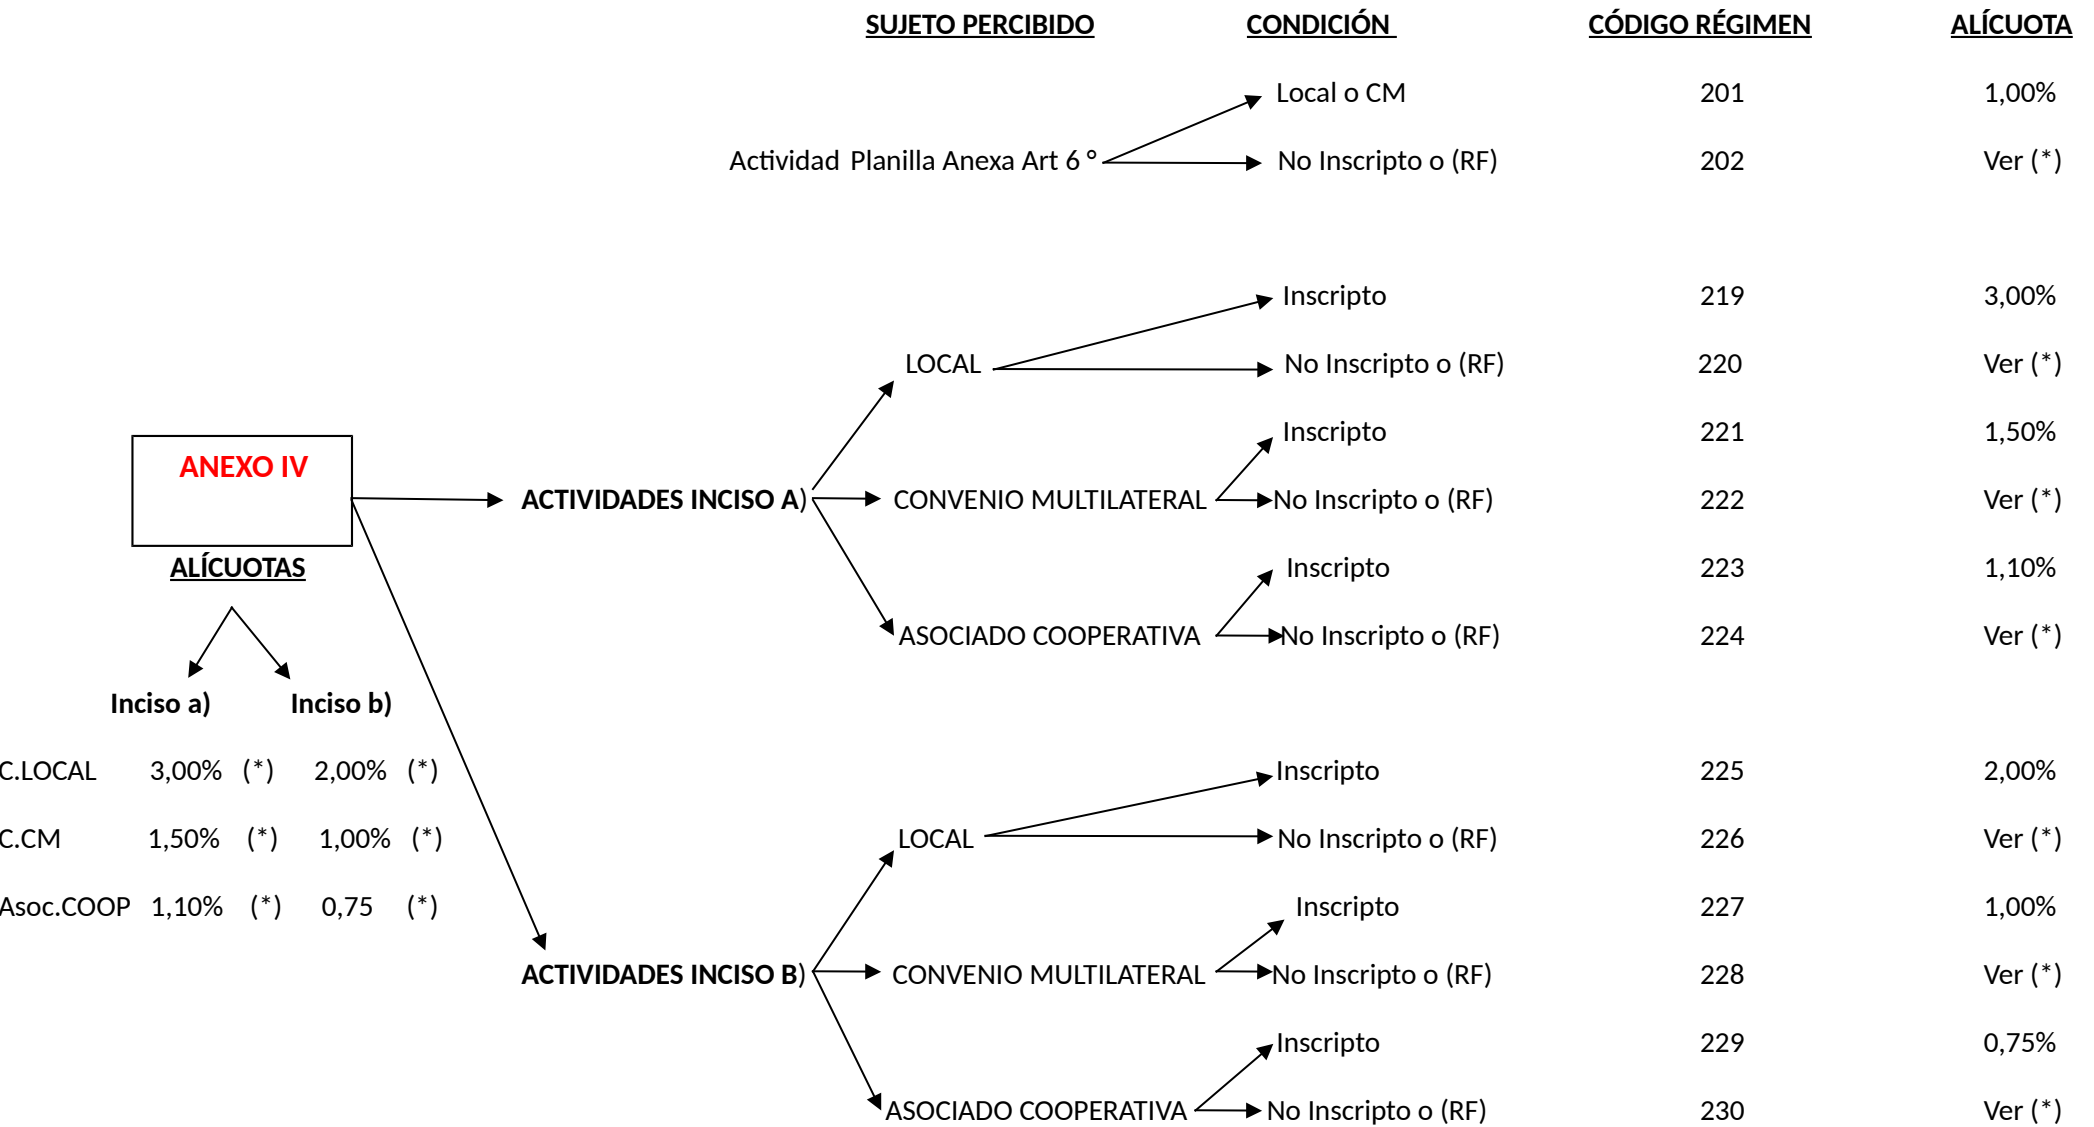 SUJETO PERCIBIDO CONDICIÓN CÓDIGO RÉGIMEN ALÍCUOTA
Local o CM 201 1,00%
Actividad Planilla Anexa Art 6 ° No Inscripto o (RF) 202 Ver (*)
Inscripto 219 3,00%
LOCAL No Inscripto o (RF) 220 Ver (*)
Inscripto 221 1,50%
ANEXO IV
ACTIVIDADES INCISO A) CONVENIO MULTILATERAL No Inscripto o (RF) 222 Ver (*)
ALÍCUOTAS Inscripto 223 1,10%
ASOCIADO COOPERATIVA No Inscripto o (RF) 224 Ver (*)
Inciso a) Inciso b)
C.LOCAL 3,00% (*) 2,00% (*) Inscripto 225 2,00%
C.CM 1,50% (*) 1,00% (*) LOCAL No Inscripto o (RF) 226 Ver (*)
Asoc.COOP 1,10% (*) 0,75 (*) Inscripto 227 1,00%
ACTIVIDADES INCISO B) CONVENIO MULTILATERAL No Inscripto o (RF) 228 Ver (*)
Inscripto 229 0,75%
ASOCIADO COOPERATIVA No Inscripto o (RF) 230 Ver (*)